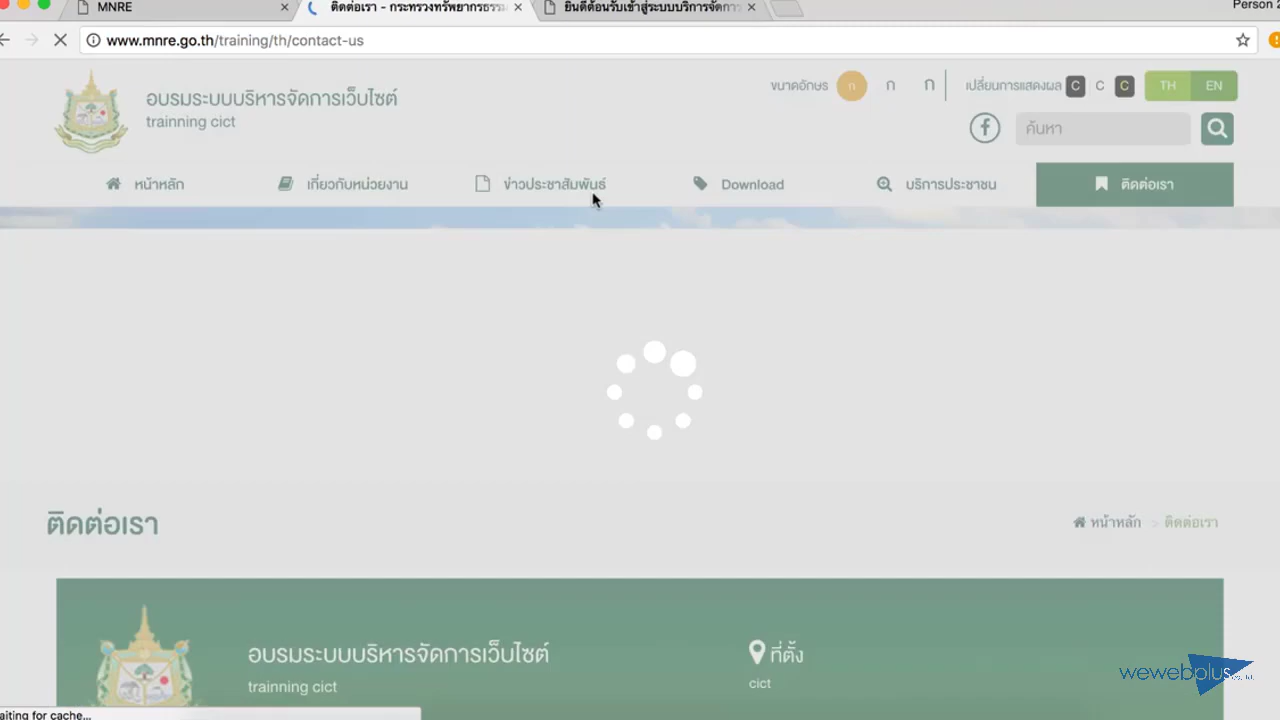 MNRE
ติดต่อเรา - กระทรวงทรัพยากรธรรม
ยินดีต้อนรับเข้าสู่ระบบบริการจัดการ
Person 2
www.mnre.go.th/training/th/contact-us
อบรมระบบบริหารจัดการเว็บไซต์
trainning cict
ขนาดอักษร ก ก ก
เปลี่ยนการแสดงผล C C C
TH EN
ค้นหา
หน้าหลัก
เกี่ยวกับหน่วยงาน
ข่าวประชาสัมพันธ์
Download
บริการประชาชน
ติดต่อเรา
ติดต่อเรา
หน้าหลัก > ติดต่อเรา
อบรมระบบบริหารจัดการเว็บไซต์
trainning cict
ที่ตั้ง
cict
wewebplus
aiting for cache...